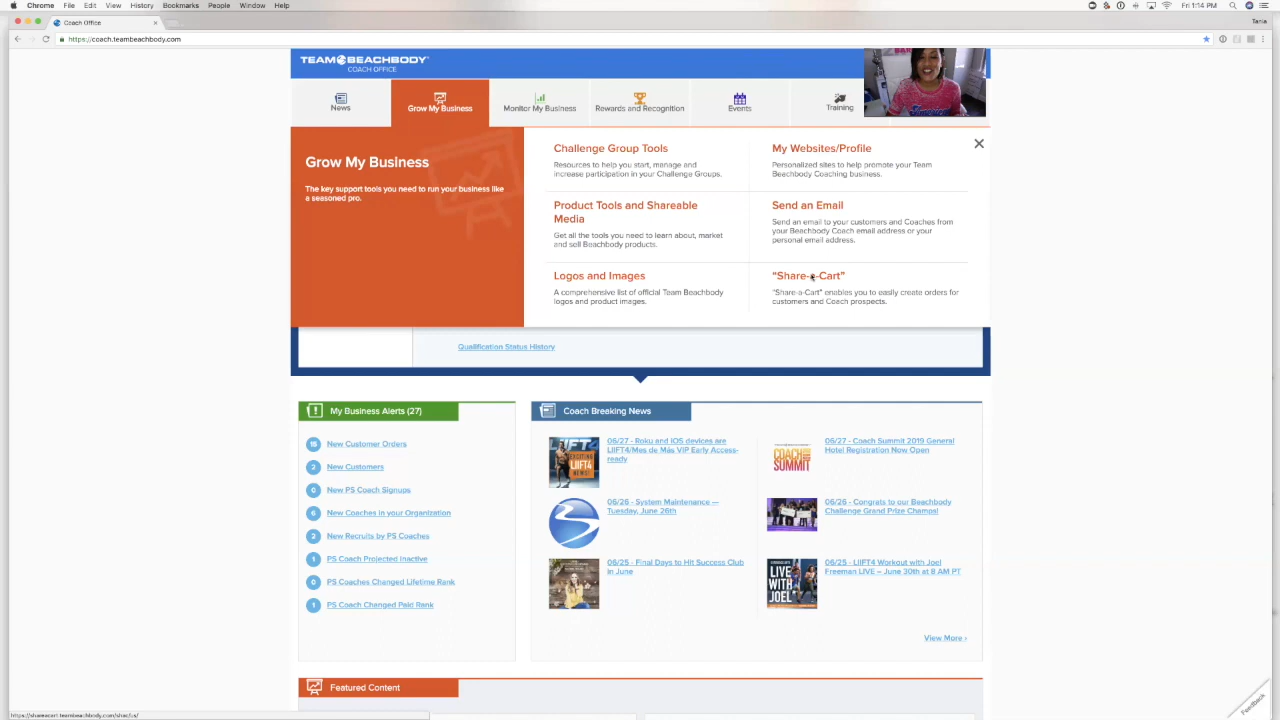 Chrome File Edit View History Bookmarks People Window Help
Fri 1:14 PM
Coach Office
Tania
https://coach.teambeachbody.com
TEAM BEACHBODY
COACH OFFICE
News
Grow My Business
Monitor My Business
Rewards and Recognition
Events
Training
Grow My Business
The key support tools you need to run your business like
a seasoned pro.
Challenge Group Tools
Resources to help you start, manage and
increase participation in your Challenge Groups.
My Websites/Profile
Personalized sites to help promote your Team
Beachbody Coaching business.
Product Tools and Shareable
Media
Get all the tools you need to learn about, market
and sell Beachbody products.
Send an Email
Send an email to your customers and Coaches from
your Beachbody Coach email address or your
personal email address.
Logos and Images
A comprehensive list of official Team Beachbody
logos and product images.
"Share-a-Cart"
"Share-a-Cart" enables you to easily create orders for
customers and Coach prospects.
Qualification Status History
My Business Alerts (27)
15 New Customer Orders
2 New Customers
0 New PS Coach Signups
6 New Coaches in your Organization
2 New Recruits by PS Coaches
1 PS Coach Projected Inactive
0 PS Coaches Changed Lifetime Rank
1 PS Coach Changed Paid Rank
Coach Breaking News
06/27 - Roku and IOS devices are
LIIFT4/Mes de Más VIP Early Access-
ready
06/27 - Coach Summit 2019 General
Hotel Registration Now Open
COACH
SUMMIT
06/26 - System Maintenance —
Tuesday, June 26th
06/26 - Congrats to our Beachbody
Challenge Grand Prize Champs!
06/25 - Final Days to Hit Success Club
in June
LIVE
WITH
JOEL
06/25 - LIIFT4 Workout with Joel
Freeman LIVE – June 30th at 8 AM PT
View More ›
Featured Content
Feedback